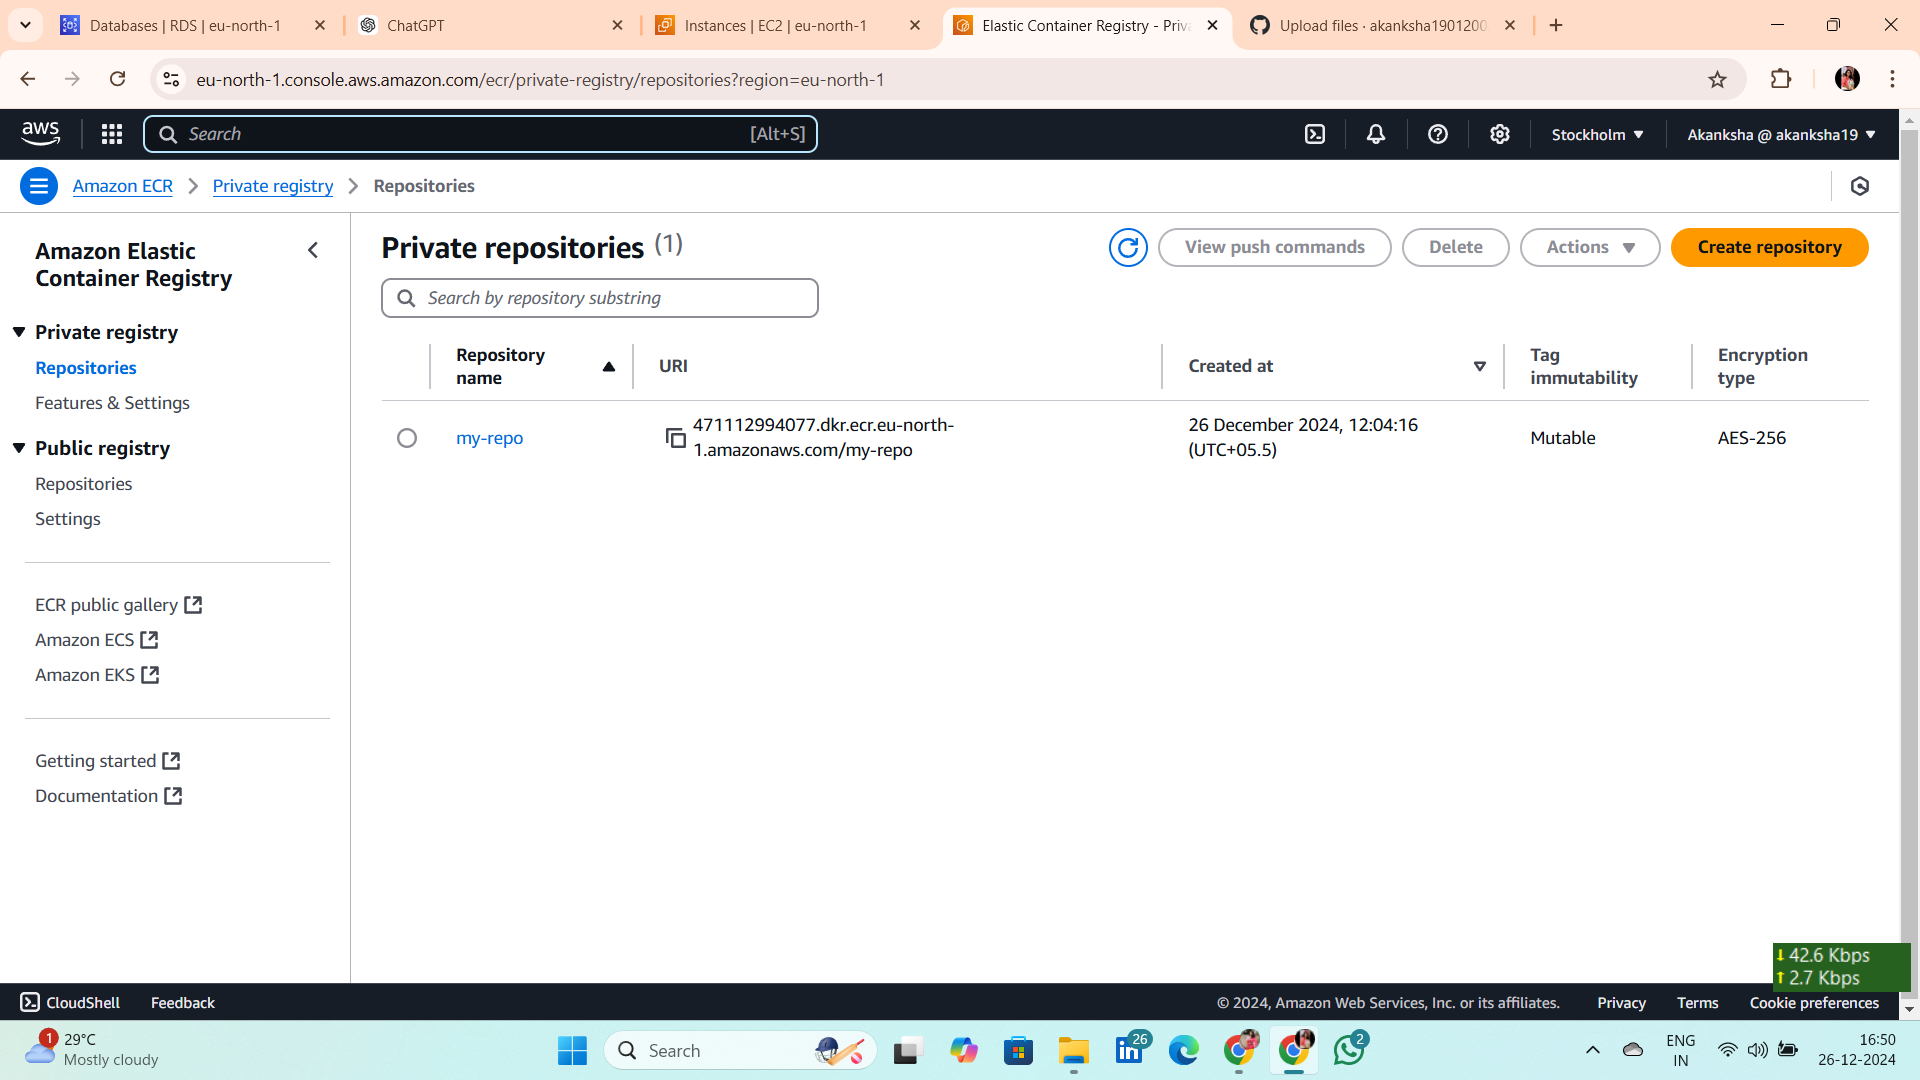 Databases | RDS | eu-north-1
ChatGPT
Instances | EC2 | eu-north-1
Elastic Container Registry - Priva
Upload files · akanksha1901200
eu-north-1.console.aws.amazon.com/ecr/private-registry/repositories?region=eu-north-1
aws
Search
[Alt+S]
Stockholm
Akanksha @ akanksha19
Amazon ECR
Private registry
Repositories
Amazon Elastic
Container Registry
Private registry
Repositories
Features & Settings
Public registry
Repositories
Settings
ECR public gallery
Amazon ECS
Amazon EKS
Getting started
Documentation
Private repositories (1)
View push commands
Delete
Actions
Create repository
Search by repository substring
Repository
name
URI
Created at
Tag
immutability
Encryption
type
my-repo
471112994077.dkr.ecr.eu-north-
1.amazonaws.com/my-repo
26 December 2024, 12:04:16
(UTC+05.5)
Mutable
AES-256
42.6 Kbps
2.7 Kbps
CloudShell
Feedback
© 2024, Amazon Web Services, Inc. or its affiliates.
Privacy
Terms
Cookie preferences
1
29°C
Mostly cloudy
Search
26
2
ENG
IN
16:50
26-12-2024